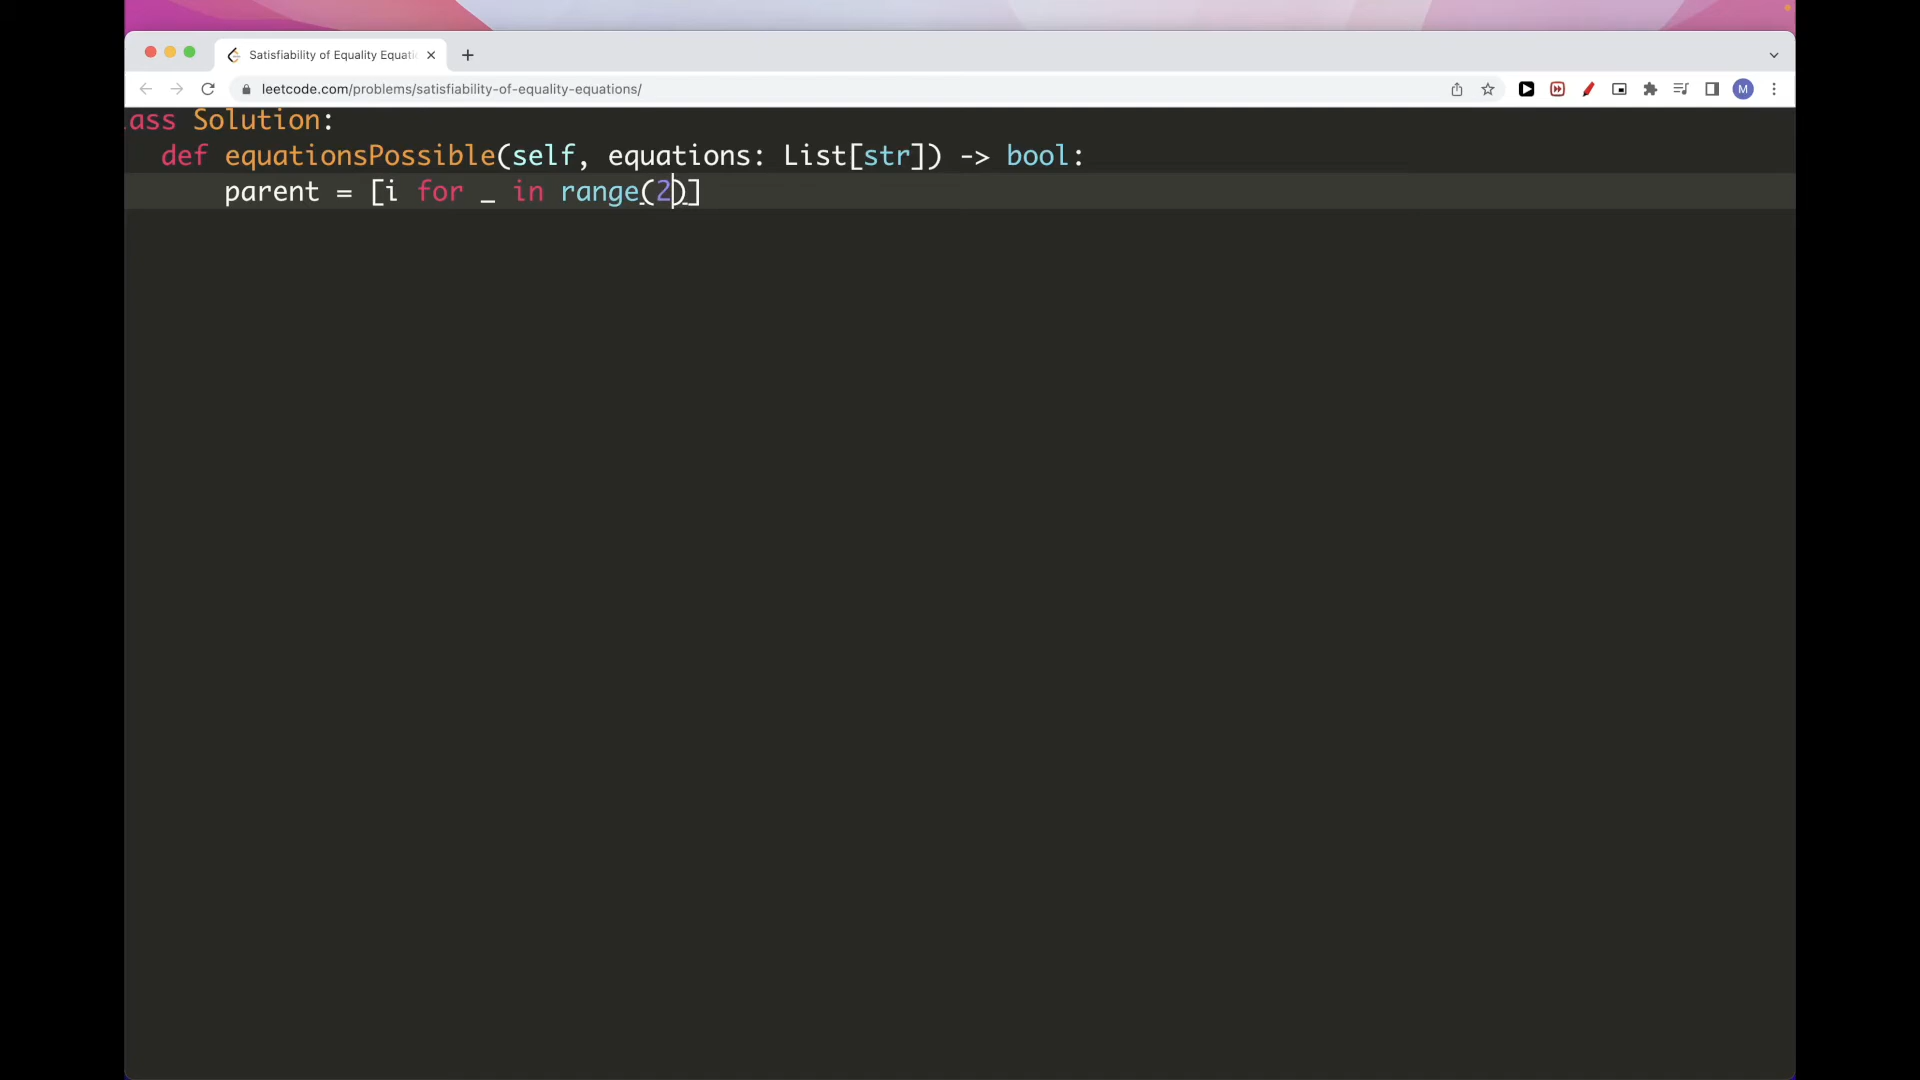 Satisfiability of Equality Equati
leetcode.com/problems/satisfiability-of-equality-equations/
M
lass Solution:
def equationsPossible(self, equations: List[str]) -> bool:
parent = [i for _ in range(2)]